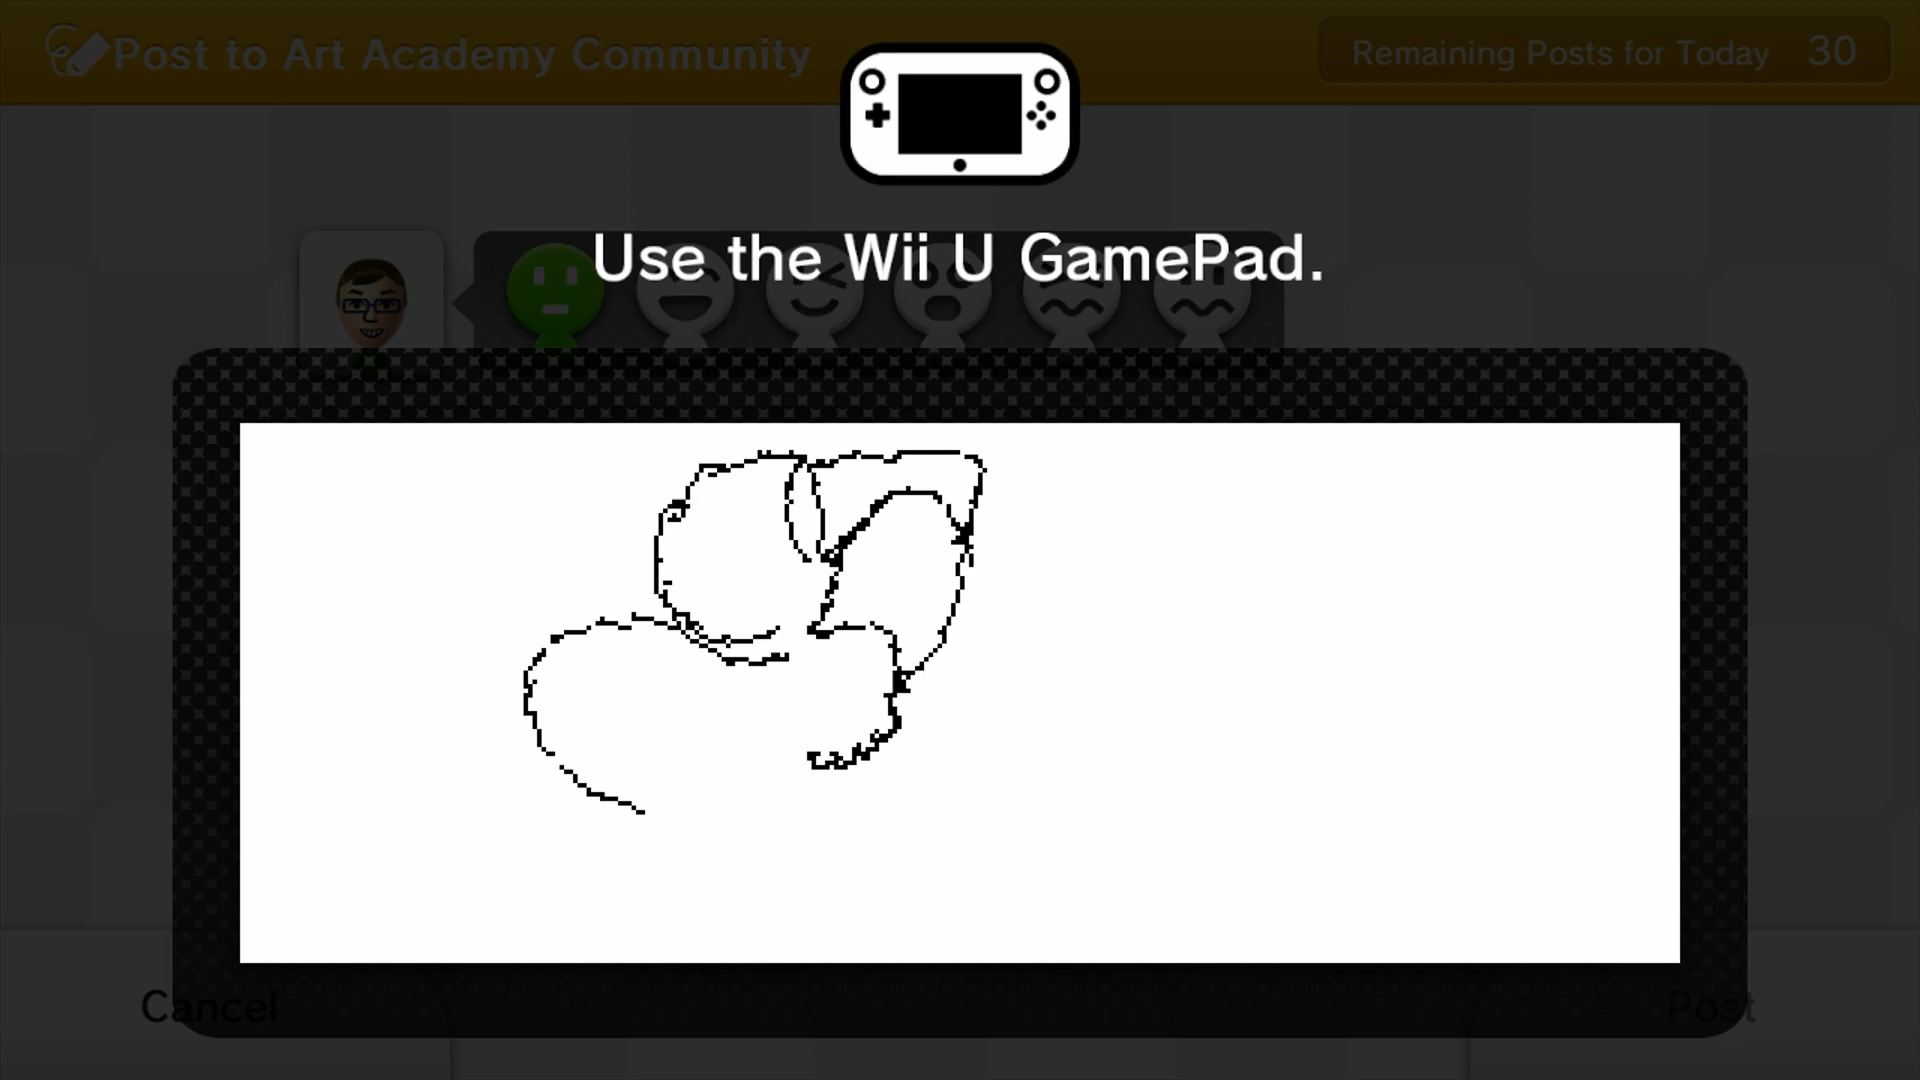 Post to Art Academy Community
Remaining Posts for Today 30
Use the Wii U GamePad.
Cancel
Post